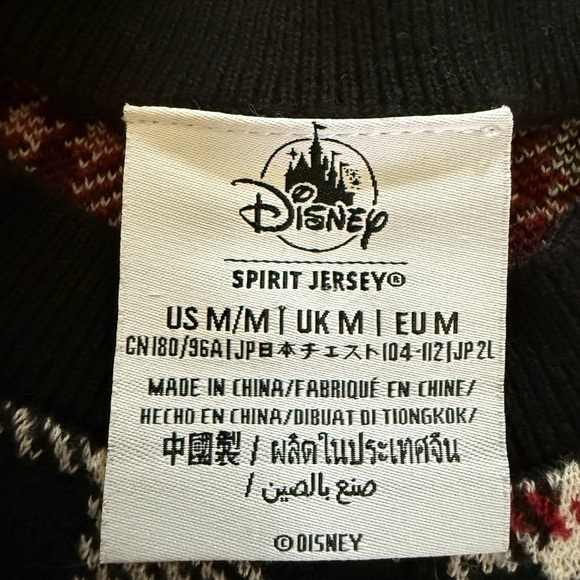 Disney
SPIRIT JERSEY®
US M/M | UK M | EU M
CN180/96A | JP日本チエスト104-112 | JP 2L
MADE IN CHINA/FABRIQUÉ EN CHINE/
HECHO EN CHINA/DIBUAT DI TIONGKOK/
中國製 / ผลิตในประเทศจีน
/ صنع بالصين
©DISNEY